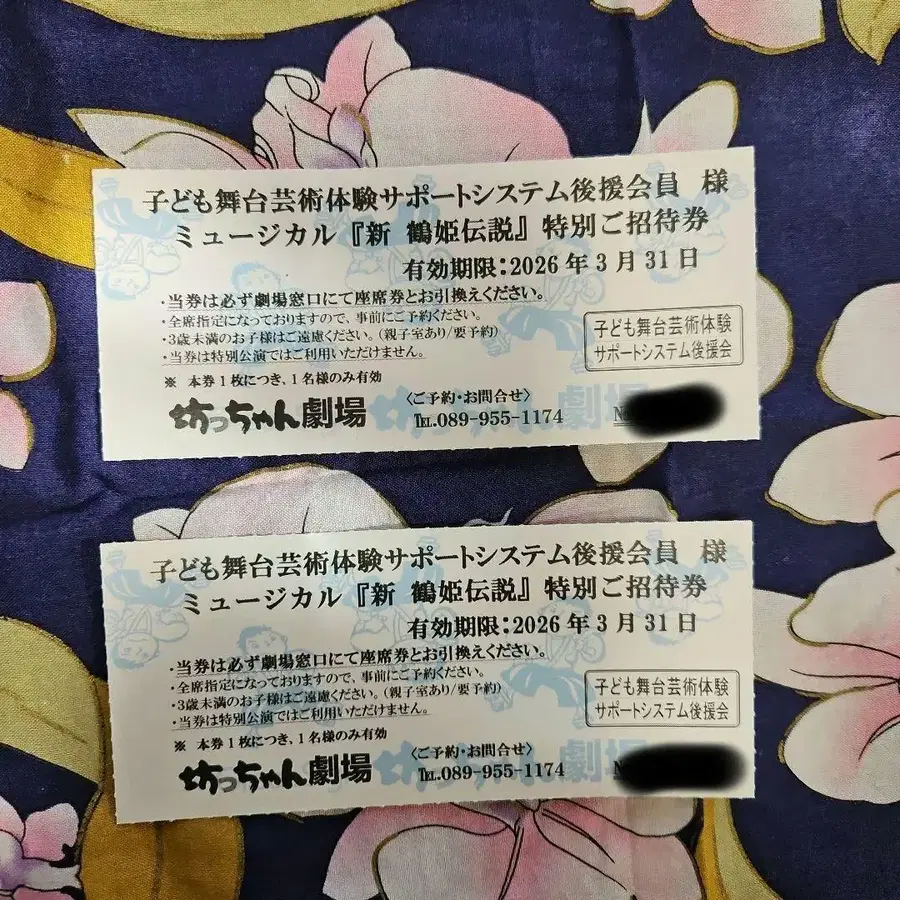 子ども舞台芸術体験サポートシステム後援会員 様
ミュージカル『新 鶴姫伝説』特別ご招待券
有効期限：2026年3月31日
・当券は必ず劇場窓口にて座席券とお引換えください。
・全席指定になっておりますので、事前にご予約ください。
・3歳未満のお子様はご遠慮ください。（親子室あり/要予約）
・当券は特別公演ではご利用いただけません。
子ども舞台芸術体験
サポートシステム後援会
※ 本券1枚につき、1名様のみ有効
坊っちゃん劇場
〈ご予約・お問合せ〉
℡.089-955-1174
子ども舞台芸術体験サポートシステム後援会員 様
ミュージカル『新 鶴姫伝説』特別ご招待券
有効期限：2026年3月31日
・当券は必ず劇場窓口にて座席券とお引換えください。
・全席指定になっておりますので、事前にご予約ください。
・3歳未満のお子様はご遠慮ください。（親子室あり/要予約）
・当券は特別公演ではご利用いただけません。
子ども舞台芸術体験
サポートシステム後援会
※ 本券1枚につき、1名様のみ有効
坊っちゃん劇場
〈ご予約・お問合せ〉
℡.089-955-1174